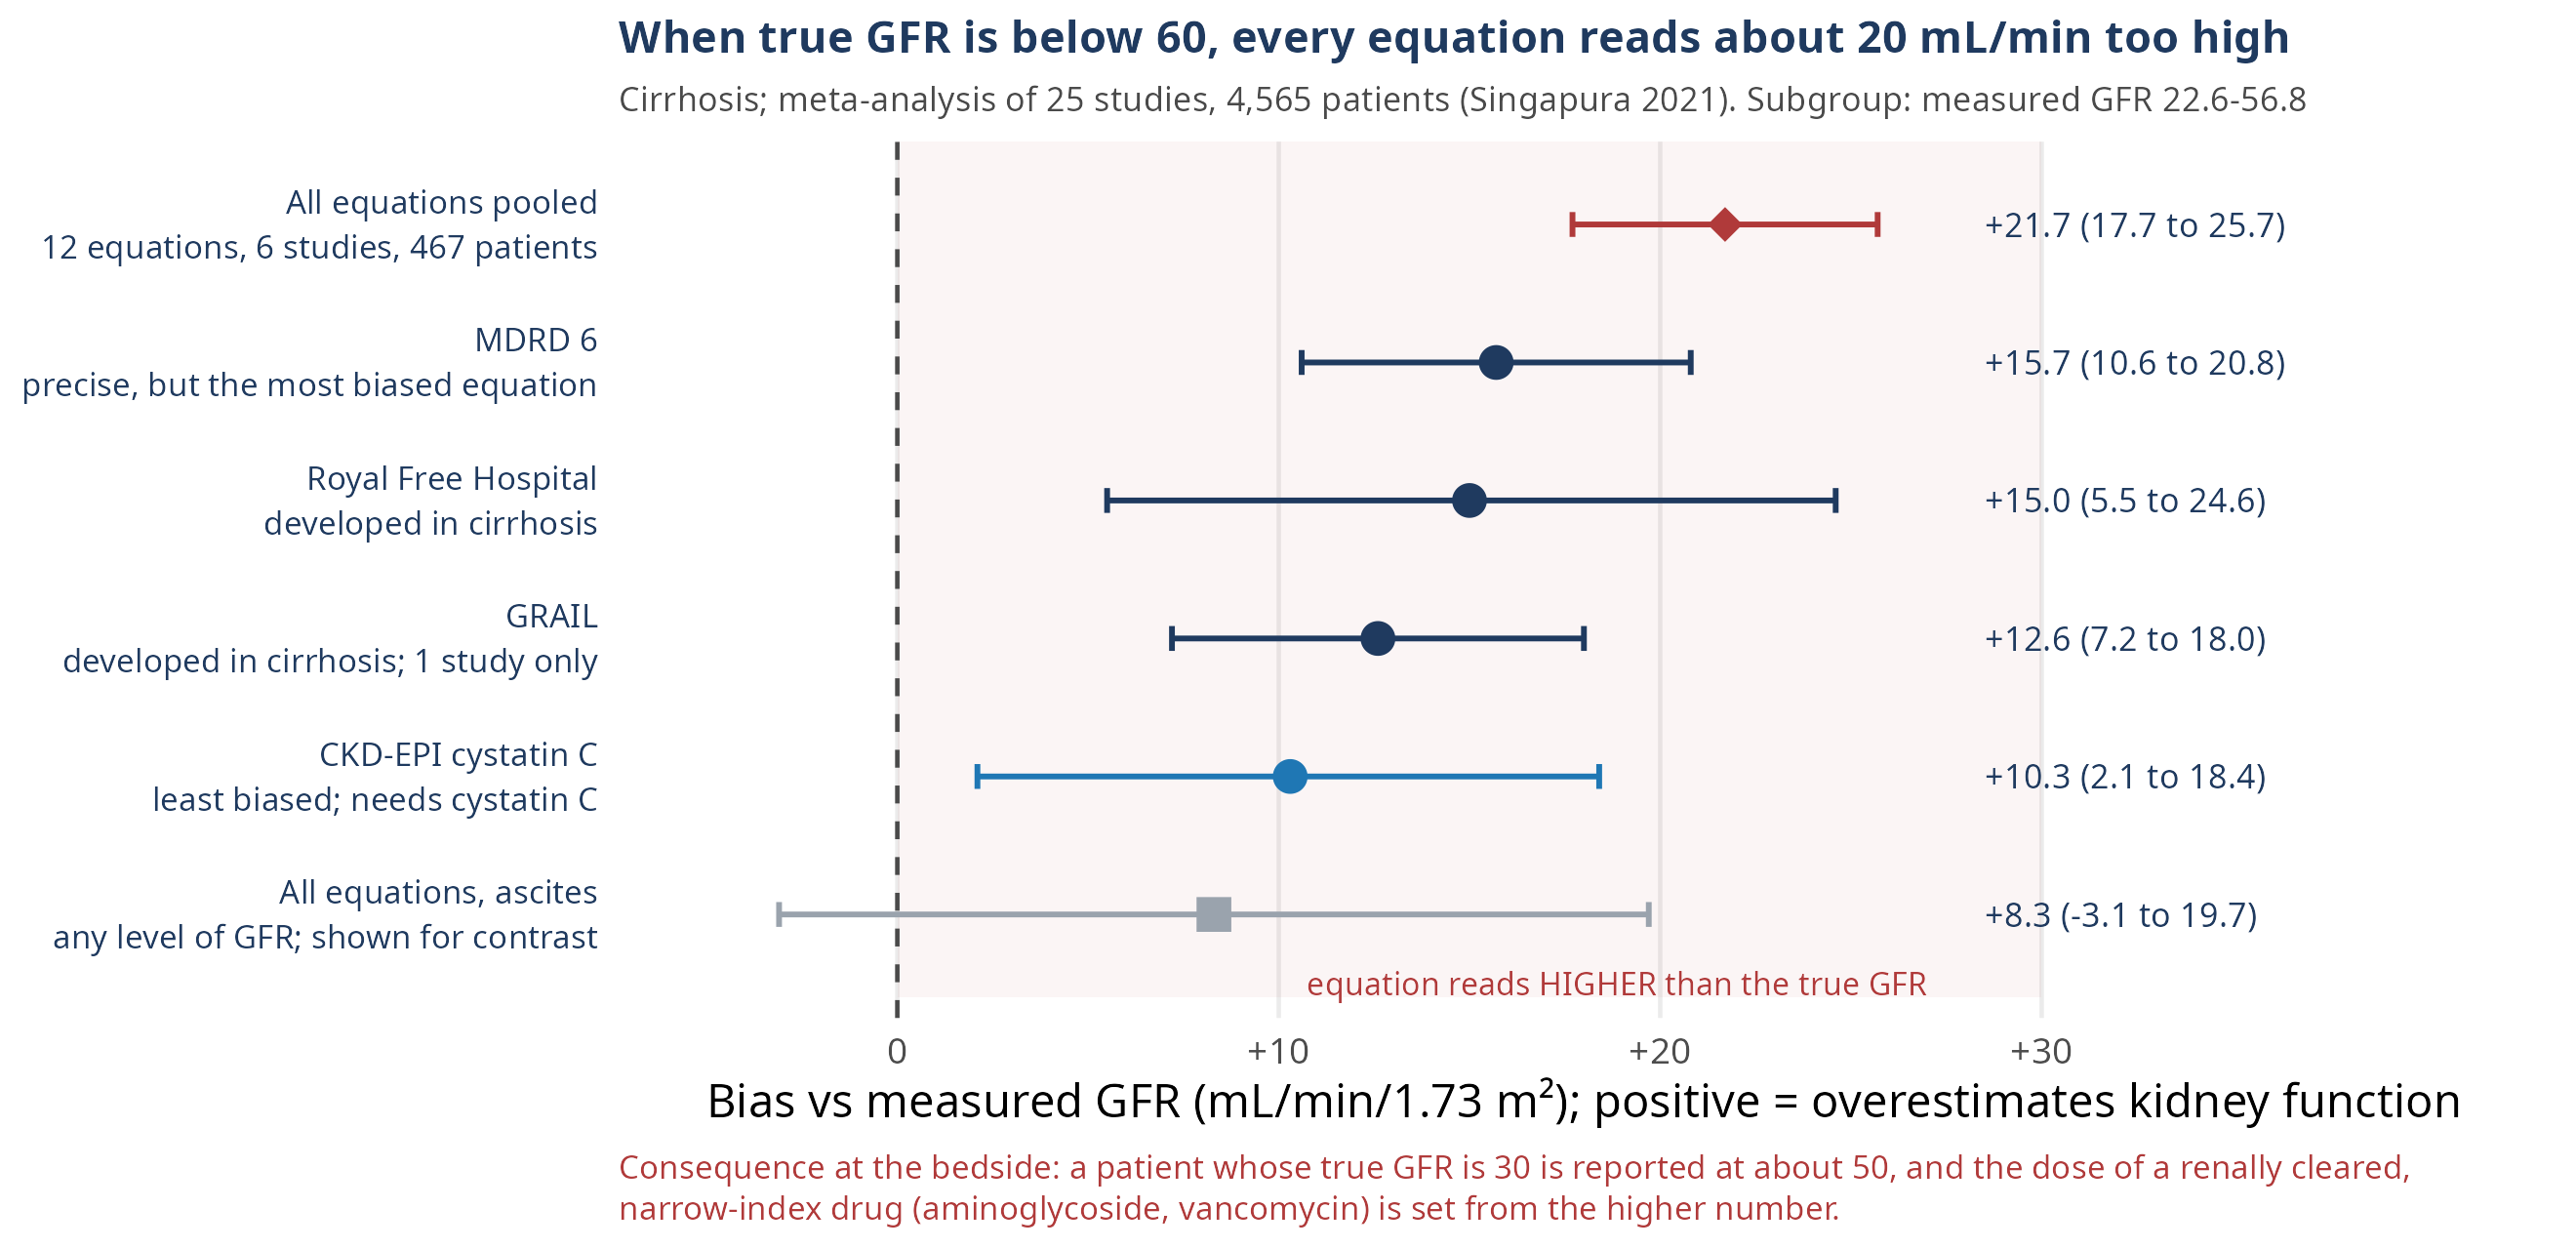 When true GFR is below 60, every equation reads about 20 mL/min too high
Cirrhosis; meta-analysis of 25 studies, 4,565 patients (Singapura 2021). Subgroup: measured GFR 22.6-56.8
All equations pooled
12 equations, 6 studies, 467 patients
+21.7 (17.7 to 25.7)
MDRD 6
precise, but the most biased equation
+15.7 (10.6 to 20.8)
Royal Free Hospital
developed in cirrhosis
+15.0 (5.5 to 24.6)
GRAIL
developed in cirrhosis; 1 study only
+12.6 (7.2 to 18.0)
CKD-EPI cystatin C
least biased; needs cystatin C
+10.3 (2.1 to 18.4)
All equations, ascites
any level of GFR; shown for contrast
+8.3 (-3.1 to 19.7)
equation reads HIGHER than the true GFR
0 +10 +20 +30
Bias vs measured GFR (mL/min/1.73 m²); positive = overestimates kidney function
Consequence at the bedside: a patient whose true GFR is 30 is reported at about 50, and the dose of a renally cleared,
narrow-index drug (aminoglycoside, vancomycin) is set from the higher number.